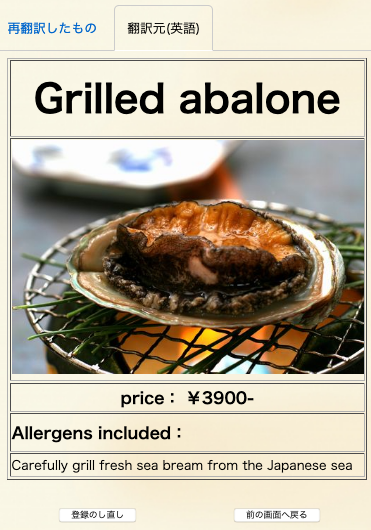 再翻訳したもの
翻訳元(英語)
Grilled abalone
price： ￥3900-
Allergens included：
Carefully grill fresh sea bream from the Japanese sea
登録のし直し
前の画面へ戻る